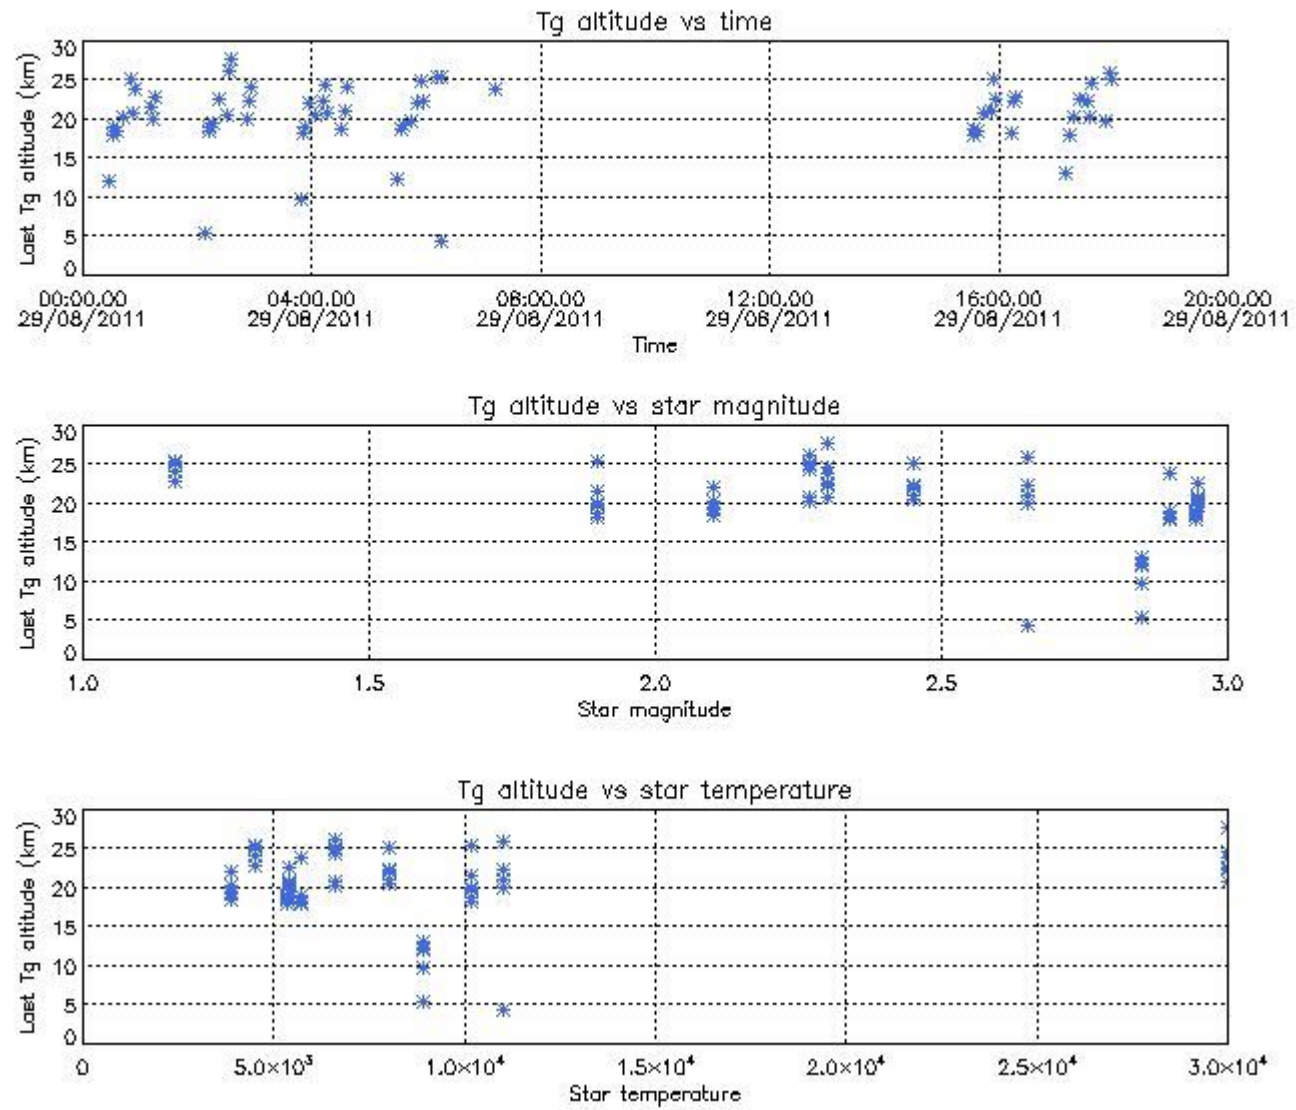 Tg altitude vs time
Last Tg altitude (km)
30
25
20
15
10
5
0
00:00.00 04:00.00 08:00.00 12:00.00 16:00.00 20:00.00
29/08/2011 29/08/2011 29/08/2011 29/08/2011 29/08/2011 29/08/2011
Time
Tg altitude vs star magnitude
Last Tg altitude (km)
30
25
20
15
10
5
0
1.0 1.5 2.0 2.5 3.0
Star magnitude
Tg altitude vs star temperature
Last Tg altitude (km)
30
25
20
15
10
5
0
0 5.0×10³ 1.0×10⁴ 1.5×10⁴ 2.0×10⁴ 2.5×10⁴ 3.0×10⁴
Star temperature